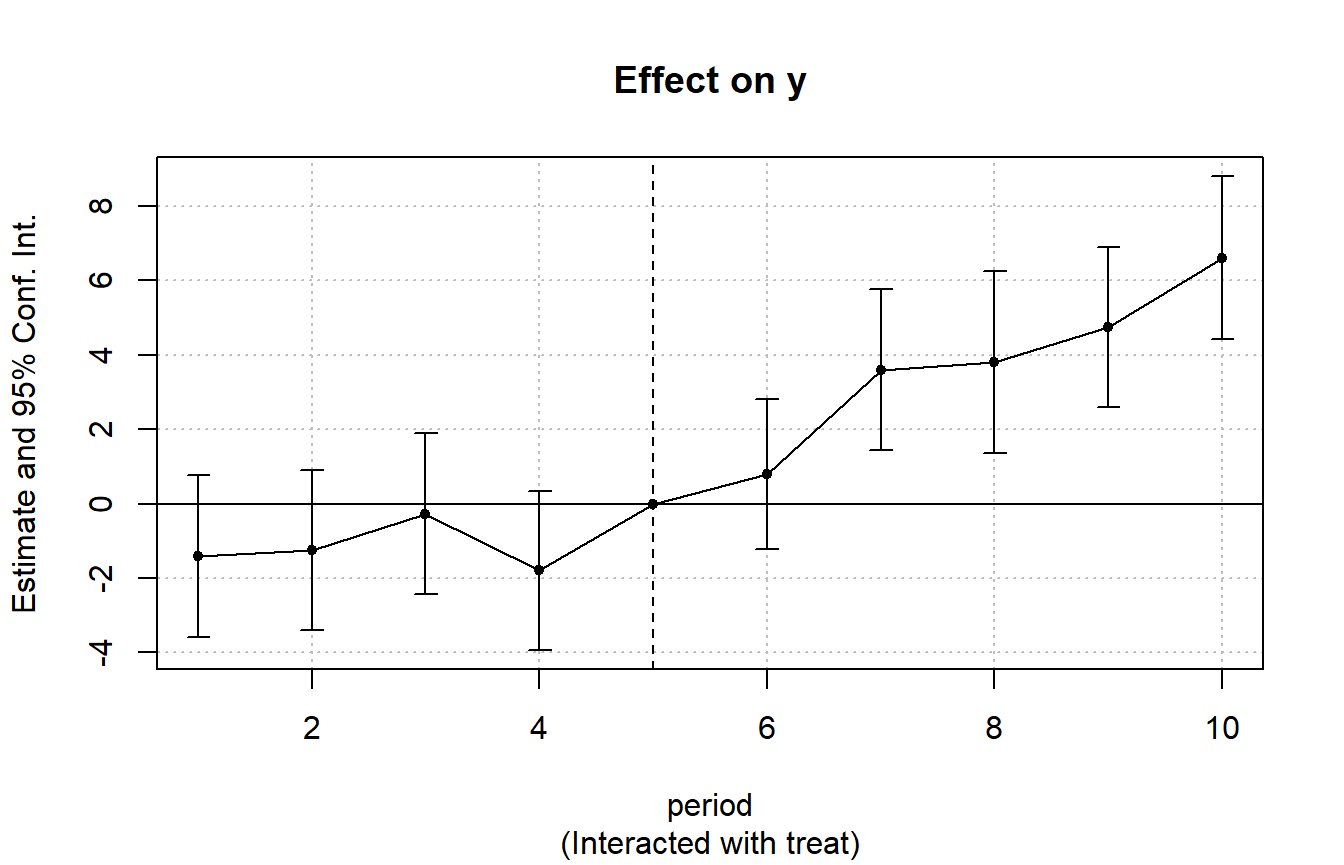 Effect on y
Estimate and 95% Conf. Int.
8
6
4
2
0
-2
-4
2 4 6 8 10
period
(Interacted with treat)